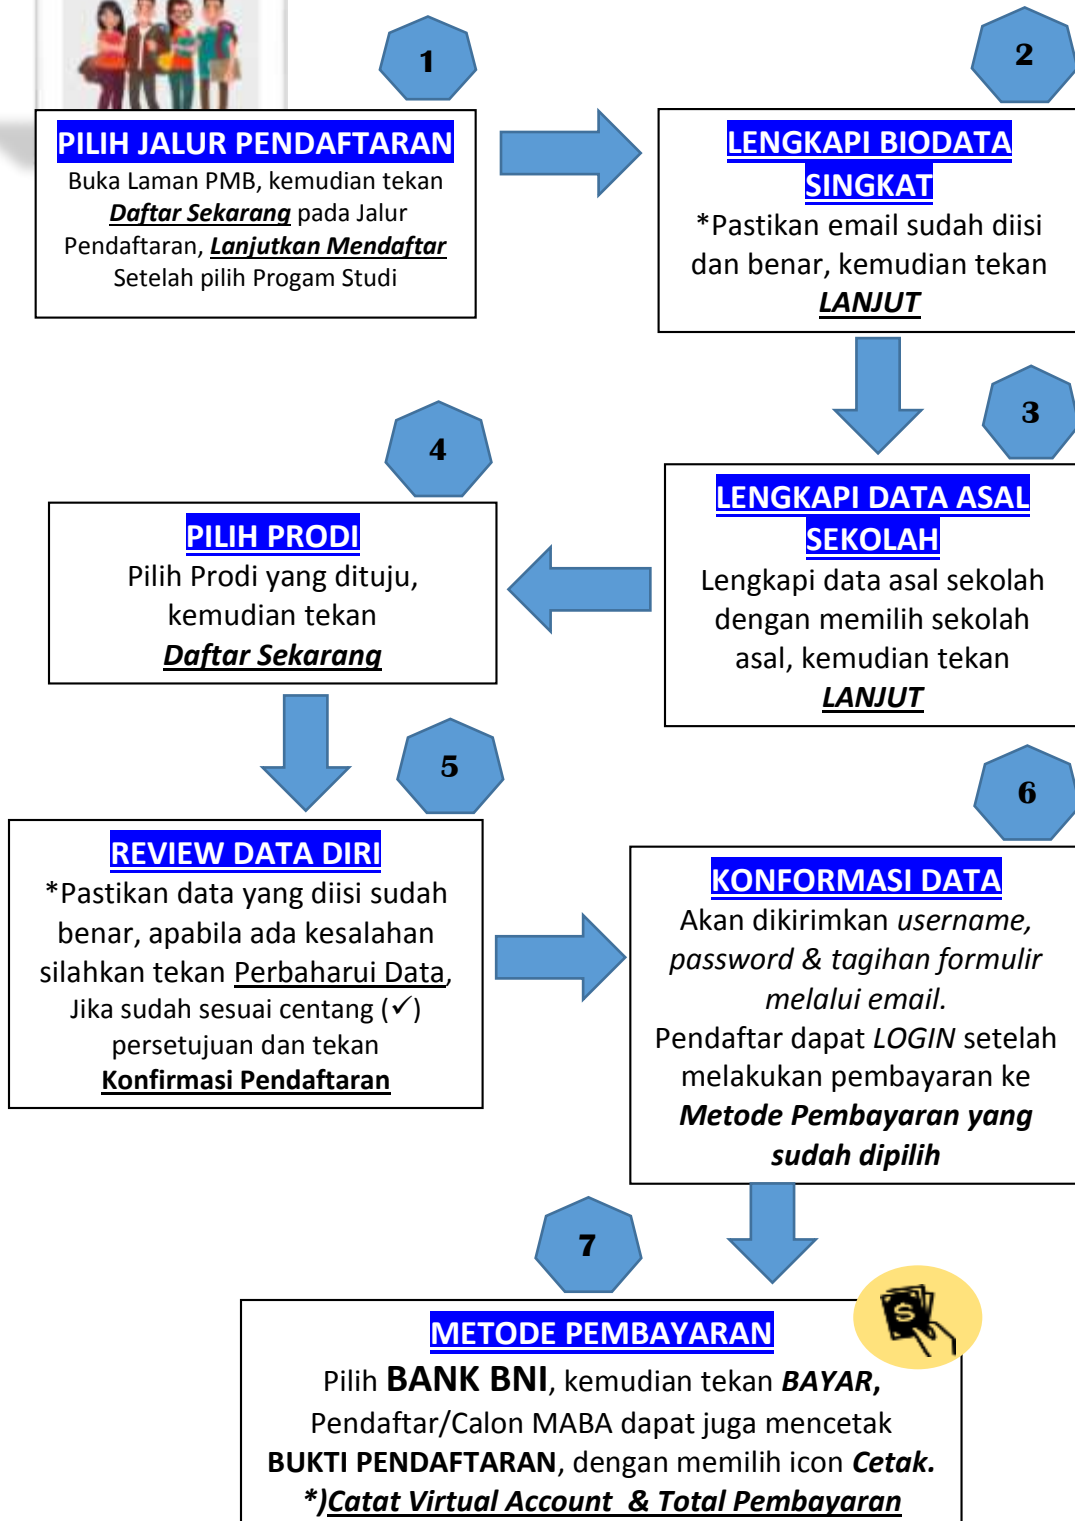 1
PILIH JALUR PENDAFTARAN
Buka Laman PMB, kemudian tekan
Daftar Sekarang pada Jalur
Pendaftaran, Lanjutkan Mendaftar
Setelah pilih Progam Studi
2
LENGKAPI BIODATA
SINGKAT
*Pastikan email sudah diisi
dan benar, kemudian tekan
LANJUT
3
LENGKAPI DATA ASAL
SEKOLAH
Lengkapi data asal sekolah
dengan memilih sekolah
asal, kemudian tekan
LANJUT
4
PILIH PRODI
Pilih Prodi yang dituju,
kemudian tekan
Daftar Sekarang
5
REVIEW DATA DIRI
*Pastikan data yang diisi sudah
benar, apabila ada kesalahan
silahkan tekan Perbaharui Data,
Jika sudah sesuai centang (✓)
persetujuan dan tekan
Konfirmasi Pendaftaran
6
KONFORMASI DATA
Akan dikirimkan username,
password & tagihan formulir
melalui email.
Pendaftar dapat LOGIN setelah
melakukan pembayaran ke
Metode Pembayaran yang
sudah dipilih
7
METODE PEMBAYARAN
Pilih BANK BNI, kemudian tekan BAYAR,
Pendaftar/Calon MABA dapat juga mencetak
BUKTI PENDAFTARAN, dengan memilih icon Cetak.
*)Catat Virtual Account & Total Pembayaran